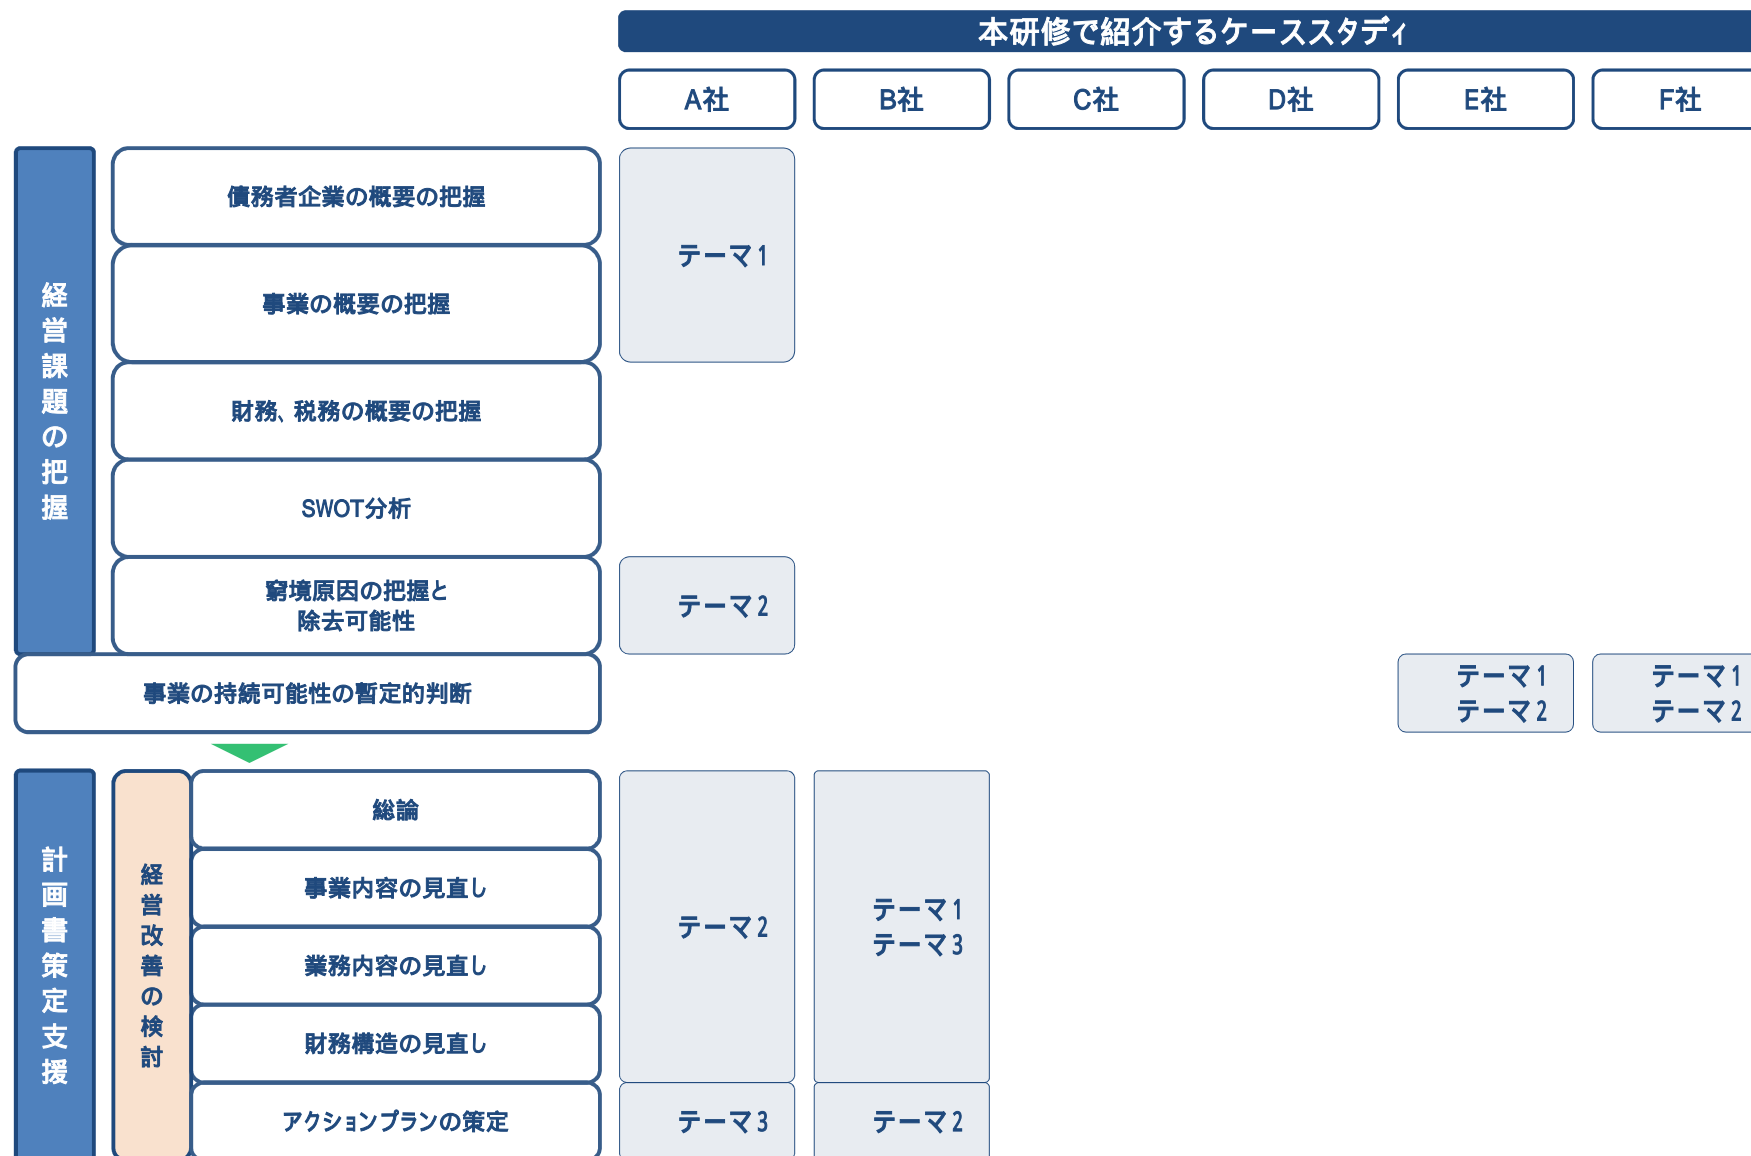 本研修で紹介するケーススタディ
A社
B社
C社
D社
E社
F社
経営課題の把握
債務者企業の概要の把握
テーマ1
事業の概要の把握
財務、税務の概要の把握
SWOT分析
窮境原因の把握と
除去可能性
テーマ2
事業の持続可能性の暫定的判断
テーマ1
テーマ2
テーマ1
テーマ2
計画書策定支援
経営改善の検討
総論
事業内容の見直し
業務内容の見直し
財務構造の見直し
テーマ2
テーマ1
テーマ3
アクションプランの策定
テーマ3
テーマ2